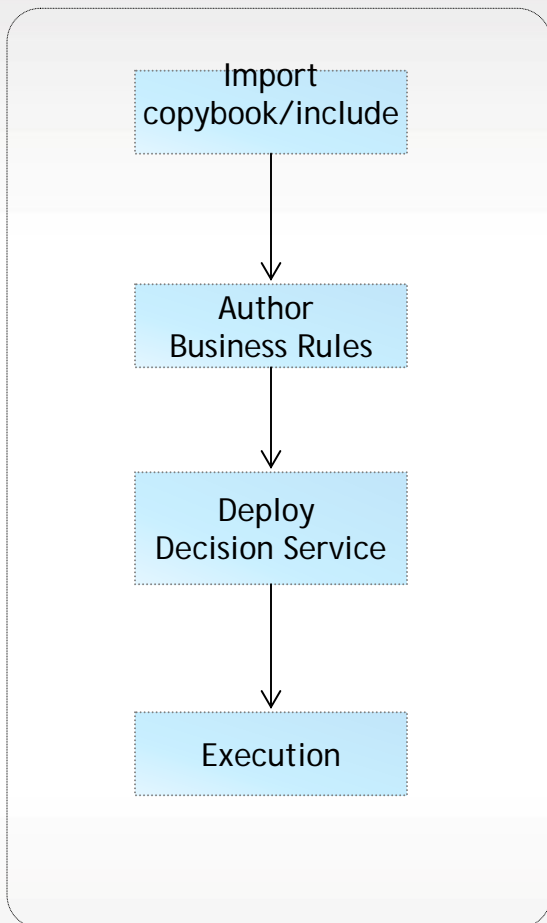 Import
copybook/include
Author
Business Rules
Deploy
Decision Service
Execution